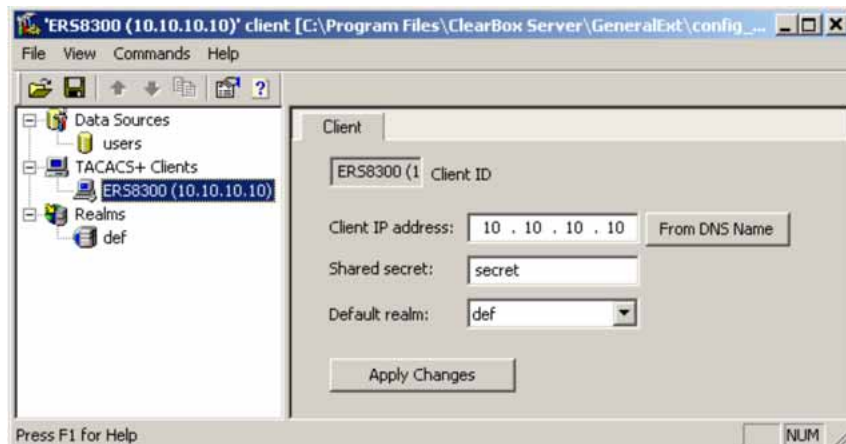 'ERS8300 (10.10.10.10)' client [C:\Program Files\ClearBox Server\GeneralExt\config_...
File View Commands Help
Data Sources
users
TACACS+ Clients
ERS8300 (10.10.10.10)
Realms
def
Client
ERS8300 (1 Client ID
Client IP address: 10 . 10 . 10 . 10 From DNS Name
Shared secret: secret
Default realm: def
Apply Changes
Press F1 for Help NUM